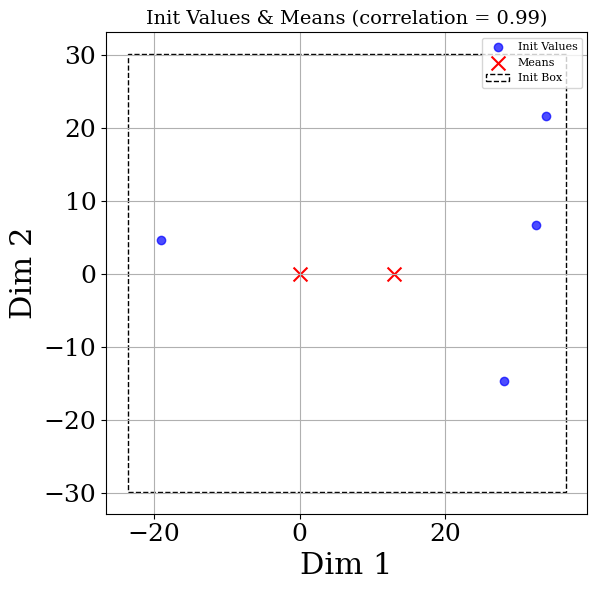 Init Values & Means (correlation = 0.99)
Init Values
Means
Init Box
30
20
10
0
−10
−20
−30
Dim 2
−20 0 20
Dim 1